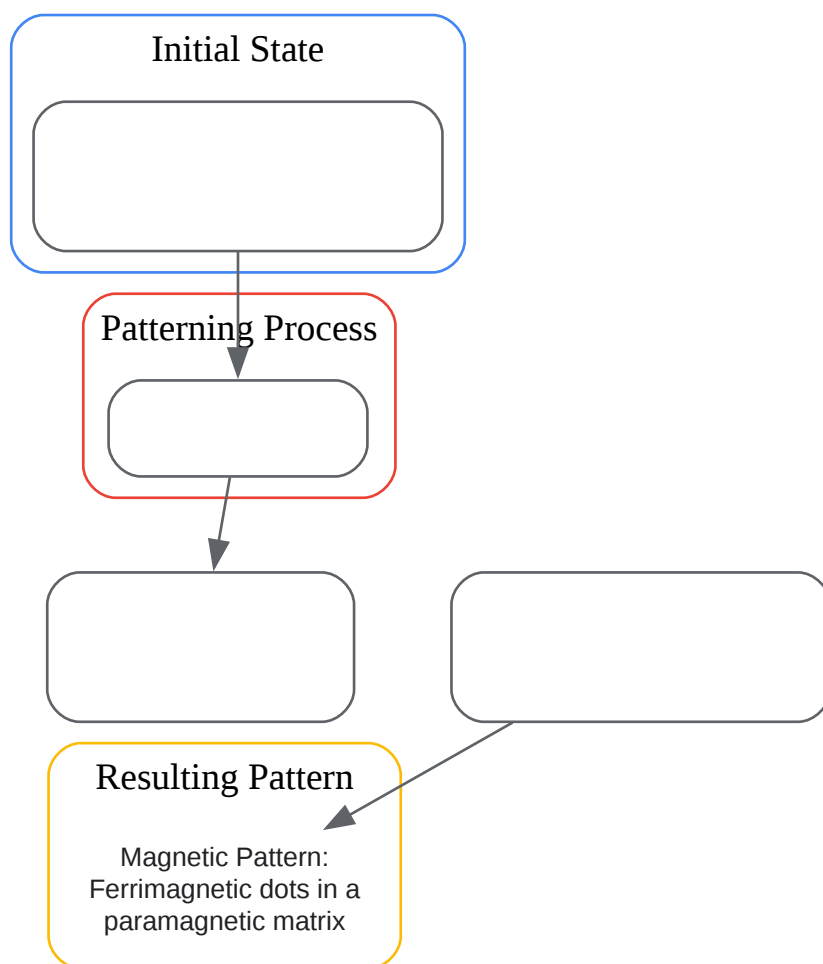 Initial State
Patterning Process
Resulting Pattern
Magnetic Pattern:
Ferrimagnetic dots in a
paramagnetic matrix